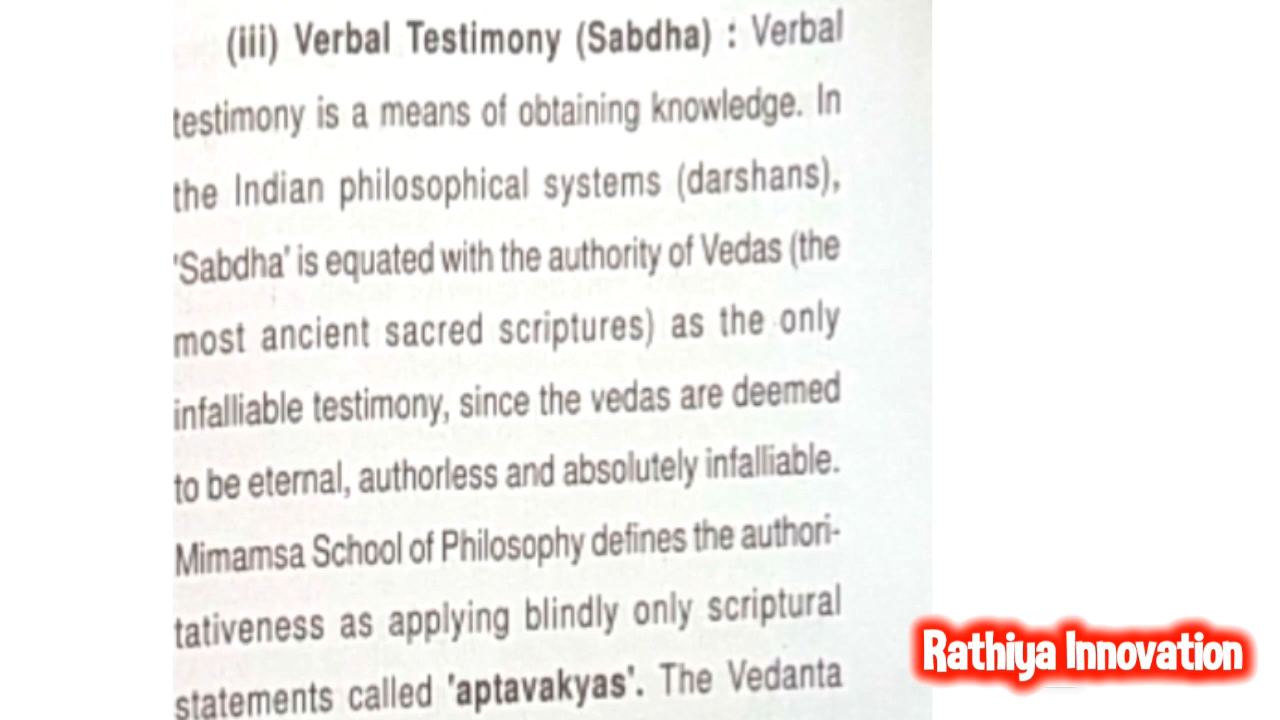 (iii) Verbal Testimony (Sabdha) : Verbal
testimony is a means of obtaining knowledge. In
the Indian philosophical systems (darshans),
'Sabdha' is equated with the authority of Vedas (the
most ancient sacred scriptures) as the only
infalliable testimony, since the vedas are deemed
to be eternal, authorless and absolutely infalliable.
Mimamsa School of Philosophy defines the authori-
tativeness as applying blindly only scriptural
statements called 'aptavakyas'. The Vedanta
Rathiya Innovation